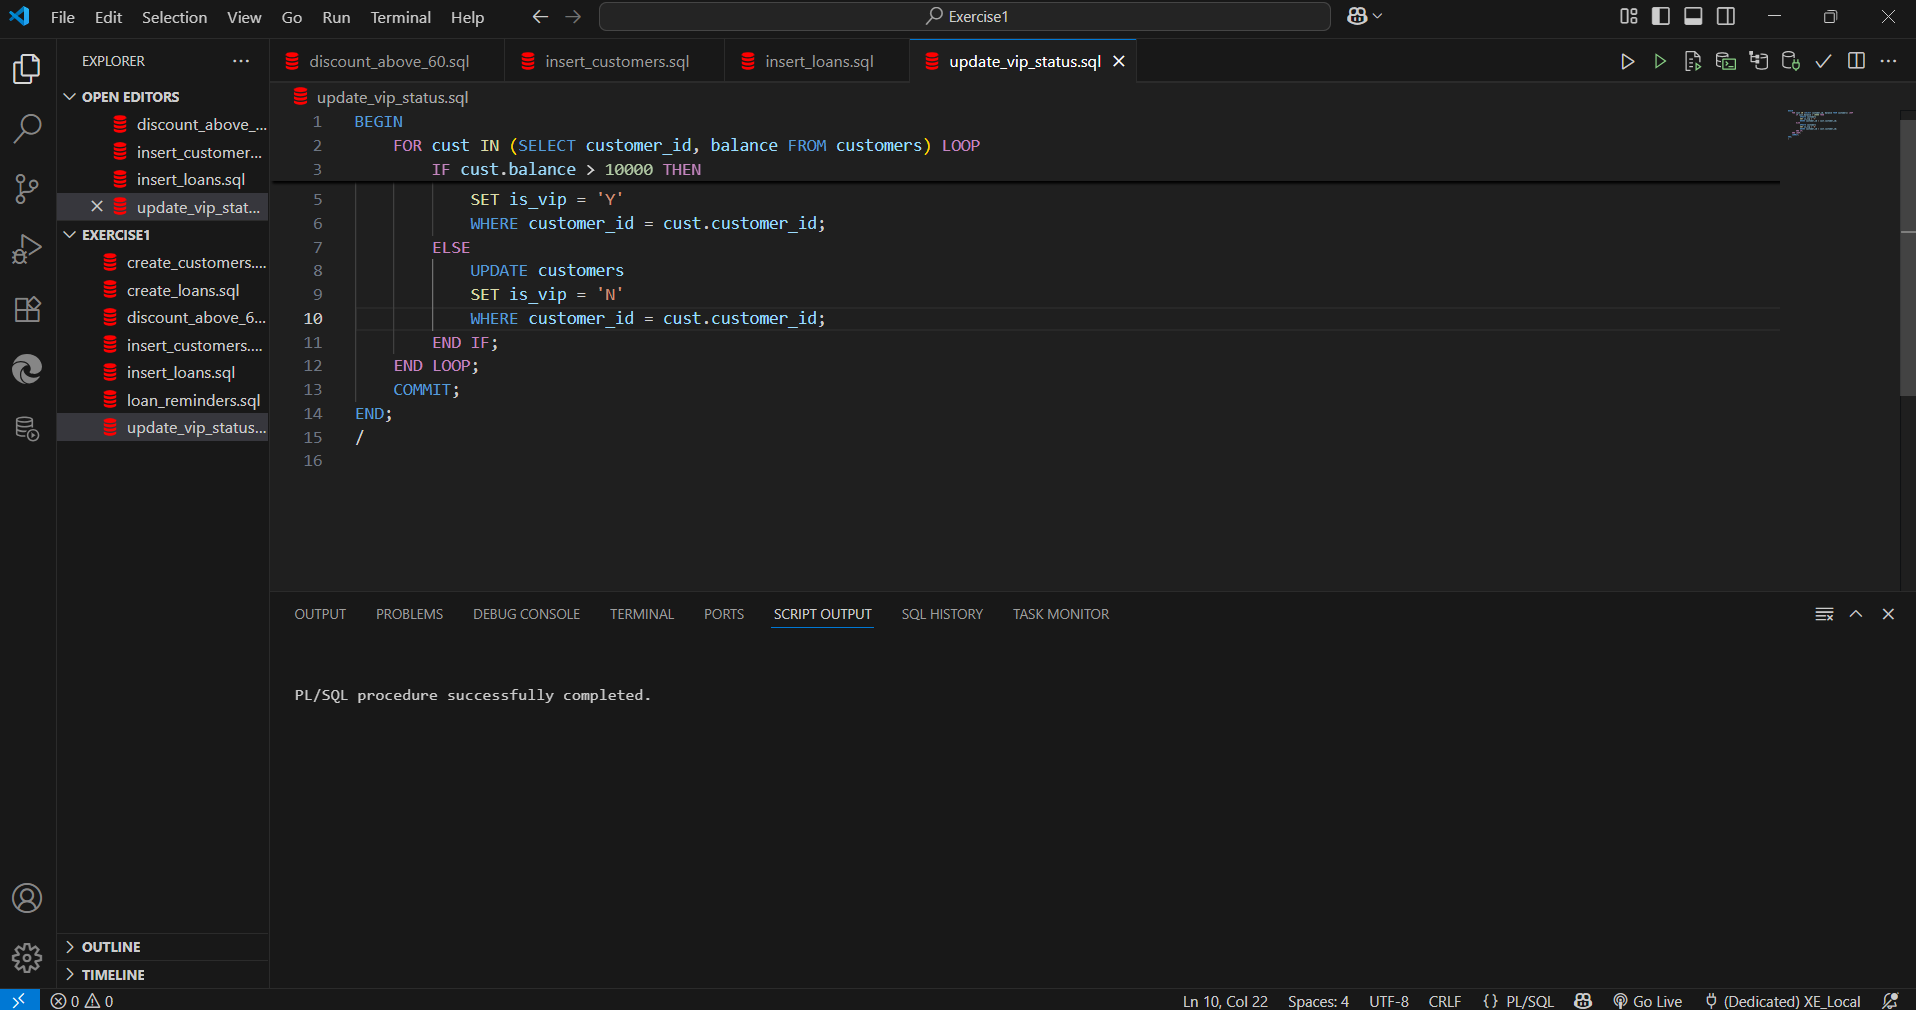 File Edit Selection View Go Run Terminal Help
Exercise1
EXPLORER
OPEN EDITORS
discount_above_...
insert_customer...
insert_loans.sql
update_vip_stat...
EXERCISE1
create_customers....
create_loans.sql
discount_above_6...
insert_customers....
insert_loans.sql
loan_reminders.sql
update_vip_status...
OUTLINE
TIMELINE
discount_above_60.sql insert_customers.sql insert_loans.sql update_vip_status.sql
update_vip_status.sql
1 BEGIN
2 FOR cust IN (SELECT customer_id, balance FROM customers) LOOP
3 IF cust.balance > 10000 THEN
5 SET is_vip = 'Y'
6 WHERE customer_id = cust.customer_id;
7 ELSE
8 UPDATE customers
9 SET is_vip = 'N'
10 WHERE customer_id = cust.customer_id;
11 END IF;
12 END LOOP;
13 COMMIT;
14 END;
15 /
16
OUTPUT PROBLEMS DEBUG CONSOLE TERMINAL PORTS SCRIPT OUTPUT SQL HISTORY TASK MONITOR
PL/SQL procedure successfully completed.
0 0 Ln 10, Col 22 Spaces: 4 UTF-8 CRLF {} PL/SQL Go Live (Dedicated) XE_Local